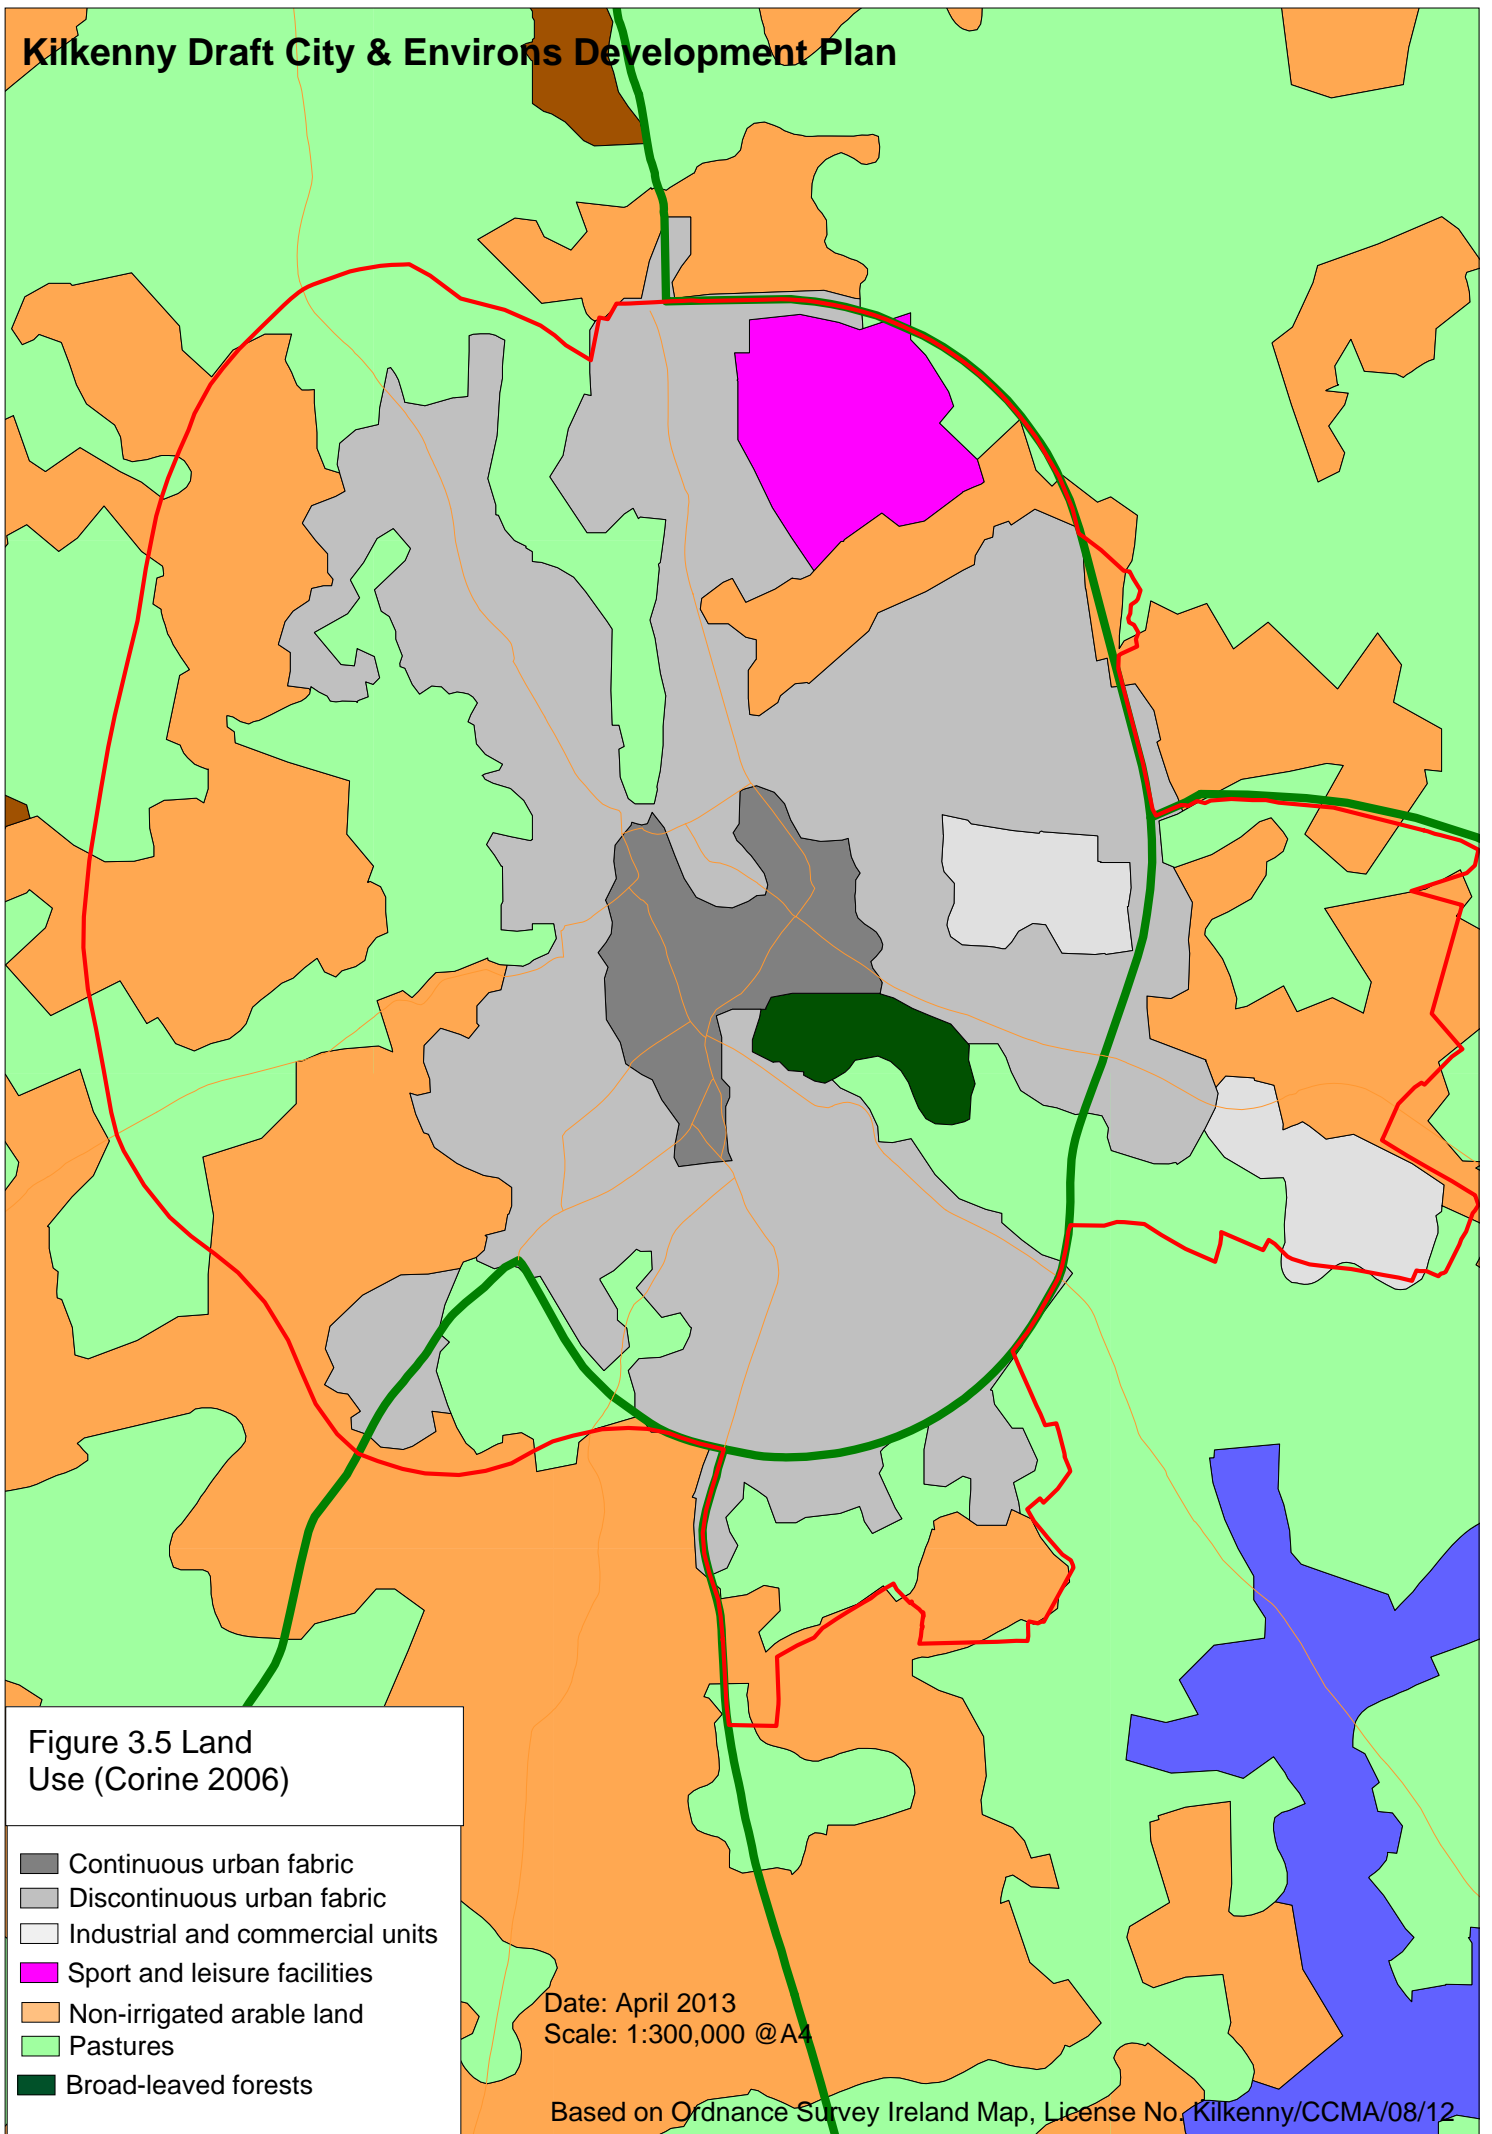 Kilkenny Draft City & Environs Development Plan
Figure 3.5 Land
Use (Corine 2006)
Continuous urban fabric
Discontinuous urban fabric
Industrial and commercial units
Sport and leisure facilities
Non-irrigated arable land
Pastures
Broad-leaved forests
Date: April 2013
Scale: 1:300,000 @A4
Based on Ordnance Survey Ireland Map, License No. Kilkenny/CCMA/08/12